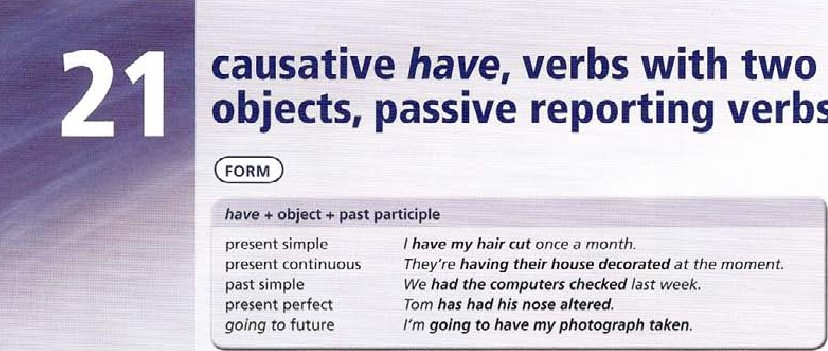 21
causative have, verbs with two
objects, passive reporting verbs
FORM
have + object + past participle
present simple I have my hair cut once a month.
present continuous They're having their house decorated at the moment.
past simple We had the computers checked last week.
present perfect Tom has had his nose altered.
going to future I'm going to have my photograph taken.